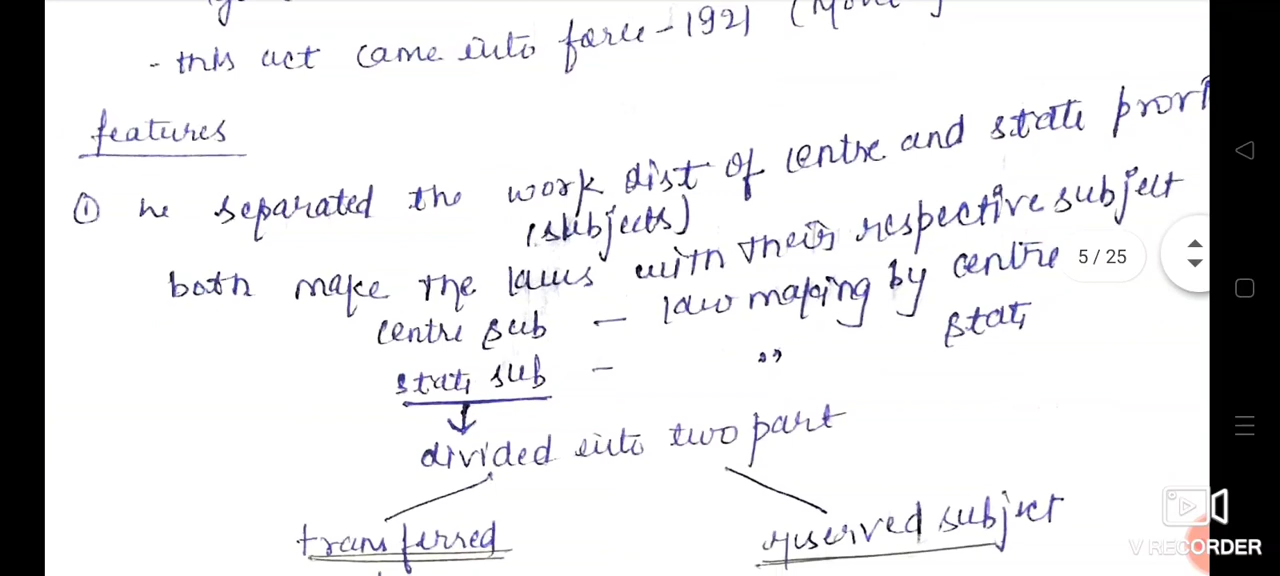 - this act came into force - 1921 (
features
① he separated the work dist of centre and state
(subjects)
both make the laws with their respective subject
centre sub — law making by centre
state sub — " state
↓
divided into two part
transferred reserved subject
5 / 25
V RECORDER